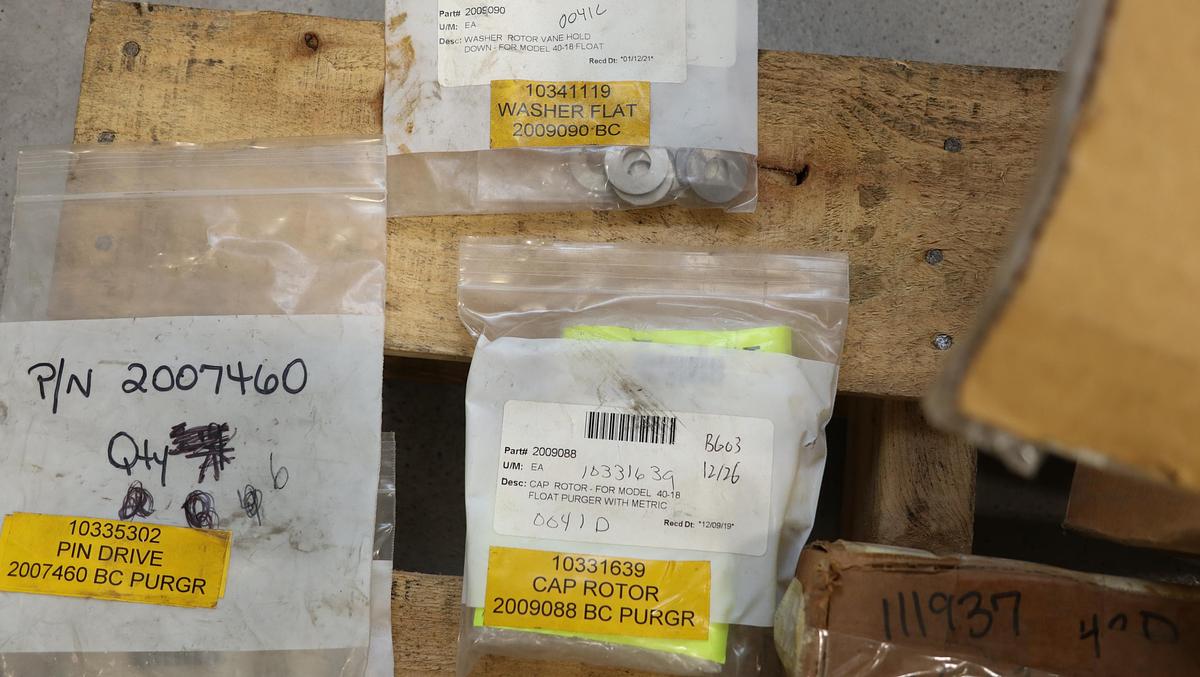 Part# 2009090
0041C
U/M: EA
Desc: WASHER ROTOR VANE HOLD
DOWN - FOR MODEL 40-18 FLOAT
Recd Dt: "01/12/21"
10341119
WASHER FLAT
2009090 BC
P/N 2007460
Qty
6
10335302
PIN DRIVE
2007460 BC PURGR
Part# 2009088
BG03
U/M: EA
10331639
12/26
Desc: CAP ROTOR - FOR MODEL 40-18
FLOAT PURGER WITH METRIC
0041D
Recd Dt: "12/09/19"
10331639
CAP ROTOR
2009088 BC PURGR
111937